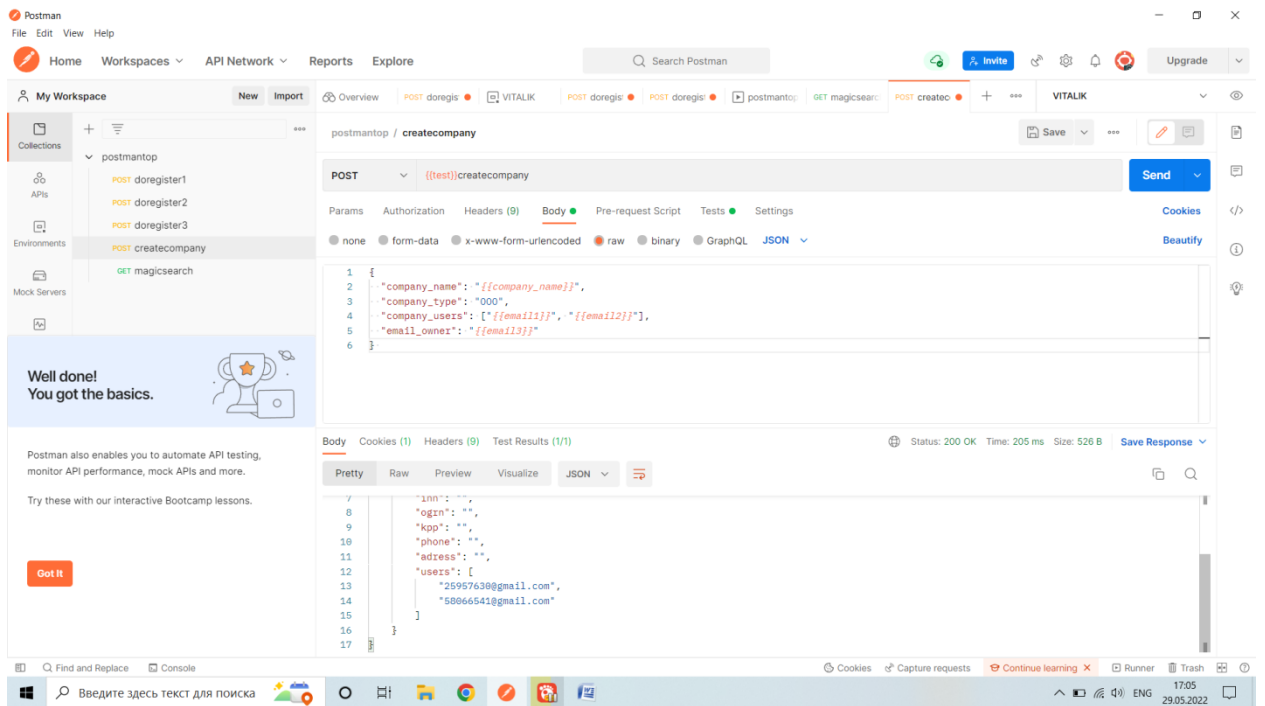 Postman
File Edit View Help
Home Workspaces API Network Reports Explore Search Postman Invite Upgrade
My Workspace New Import Overview POST doregis POST VITALIK POST doregis POST doregis postmantop GET magicsearc POST createco VITALIK
Collections
postmantop / createcompany Save
postmantop
POST doregister1
POST doregister2
POST doregister3
POST createcompany
GET magicsearch
APIs
Environments
Mock Servers
POST {{test}}createcompany Send
Params Authorization Headers (9) Body Pre-request Script Tests Settings Cookies
none form-data x-www-form-urlencoded raw binary GraphQL JSON Beautify
1 {
2 "company_name": "{{company_name}}",
3 "company_type": "OOO",
4 "company_users": ["{{email1}}", "{{email2}}"],
5 "email_owner": "{{email3}}"
6 }
Well done!
You got the basics.
Postman also enables you to automate API testing,
monitor API performance, mock APIs and more.
Try these with our interactive Bootcamp lessons.
Got It
Body Cookies (1) Headers (9) Test Results (1/1) Status: 200 OK Time: 205 ms Size: 526 B Save Response
Pretty Raw Preview Visualize JSON
7 "inn": "",
8 "ogrn": "",
9 "kpp": "",
10 "phone": "",
11 "adress": "",
12 "users": [
13 "25957630@gmail.com",
14 "58066541@gmail.com"
15 ]
16 }
17 }
Find and Replace Console Cookies Capture requests Continue learning Runner Trash
Введите здесь текст для поиска ENG 17:05
29.05.2022